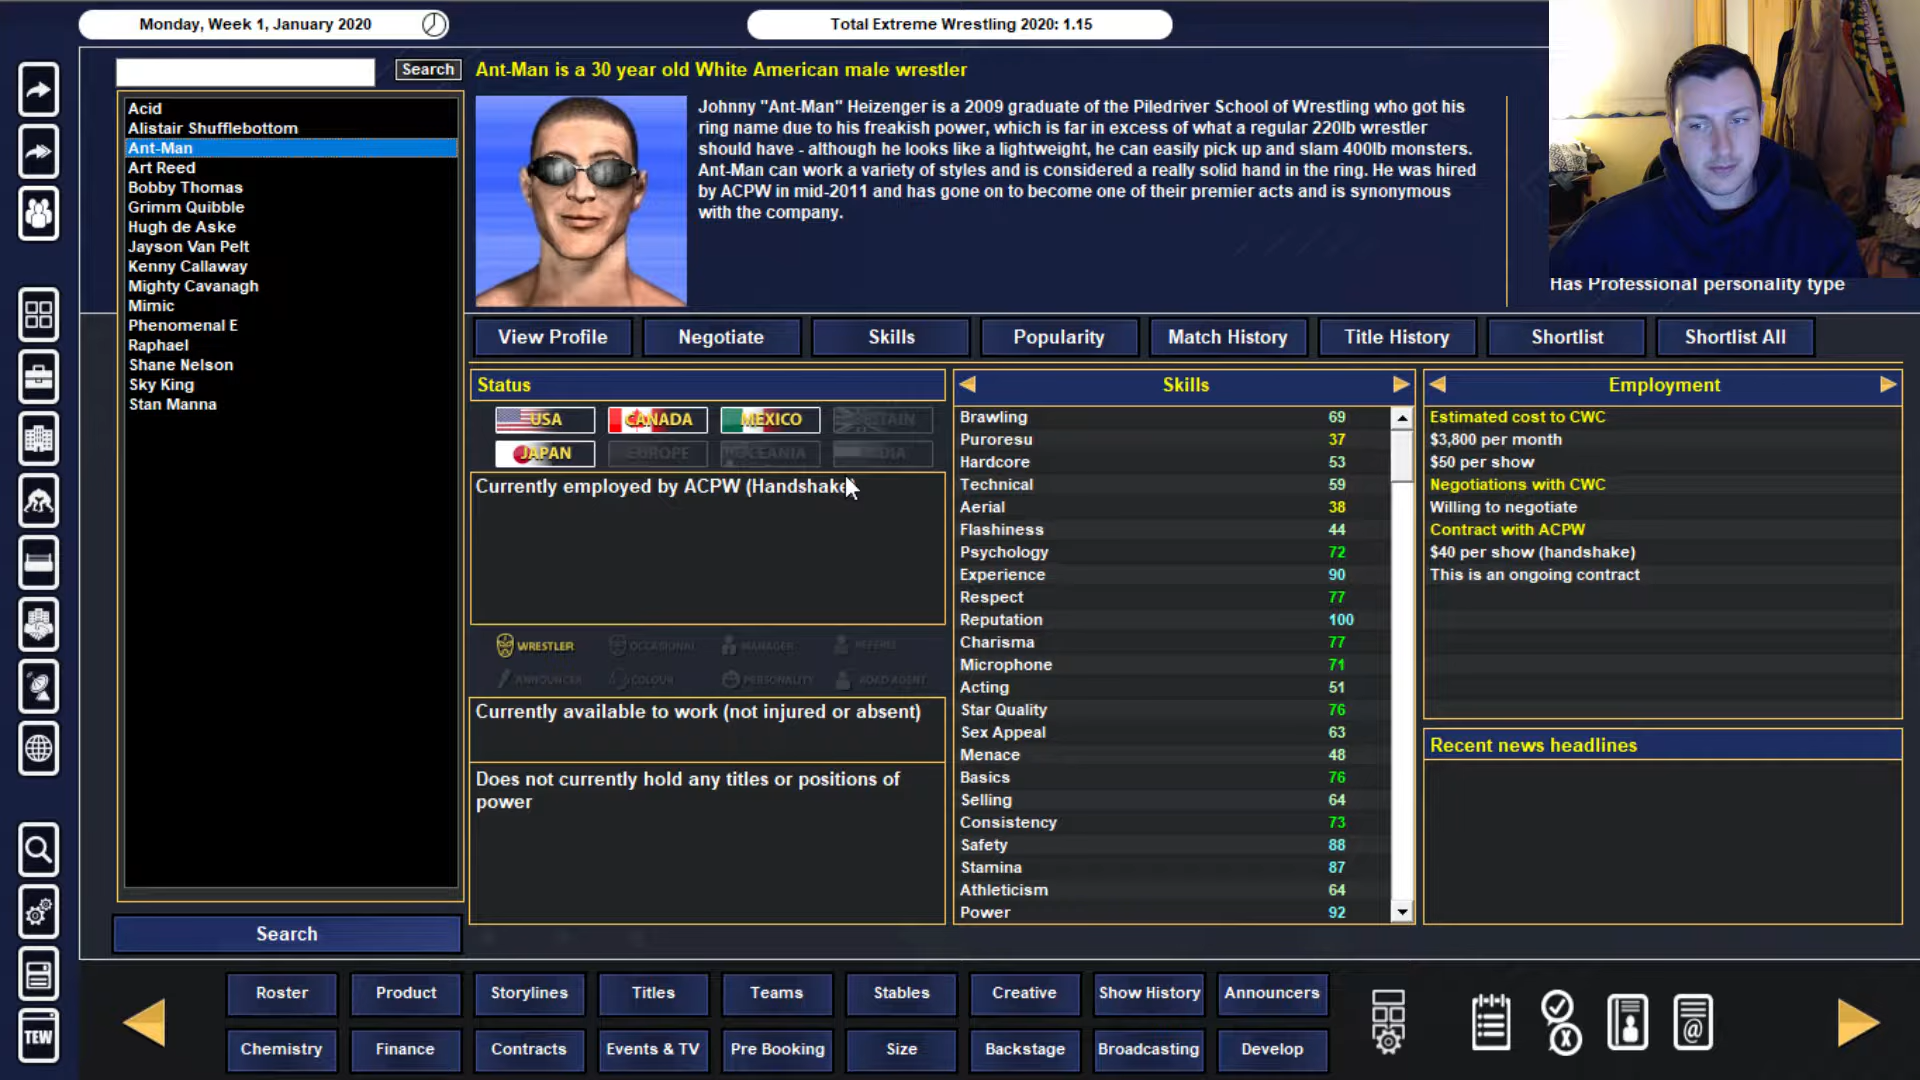 Monday, Week 1, January 2020
Total Extreme Wrestling 2020: 1.15
Search
Ant-Man is a 30 year old White American male wrestler
Acid
Alistair Shufflebottom
Ant-Man
Art Reed
Bobby Thomas
Grimm Quibble
Hugh de Aske
Jayson Van Pelt
Kenny Callaway
Mighty Cavanagh
Mimic
Phenomenal E
Raphael
Shane Nelson
Sky King
Stan Manna
Search
Johnny "Ant-Man" Heizenger is a 2009 graduate of the Piledriver School of Wrestling who got his
ring name due to his freakish power, which is far in excess of what a regular 220lb wrestler
should have - although he looks like a lightweight, he can easily pick up and slam 400lb monsters.
Ant-Man can work a variety of styles and is considered a really solid hand in the ring. He was hired
by ACPW in mid-2011 and has gone on to become one of their premier acts and is synonymous
with the company.
Has Professional personality type
View Profile Negotiate Skills Popularity Match History Title History Shortlist Shortlist All
Status
USA CANADA MEXICO BRITAIN
JAPAN EUROPE OCEANIA INDIA
Currently employed by ACPW (Handshake)
WRESTLER OCCASIONAL MANAGER REFEREE
ANNOUNCER COLOUR PERSONALITY ROAD AGENT
Currently available to work (not injured or absent)
Does not currently hold any titles or positions of
power
Skills
Brawling 69
Puroresu 37
Hardcore 53
Technical 59
Aerial 38
Flashiness 44
Psychology 72
Experience 90
Respect 77
Reputation 100
Charisma 77
Microphone 71
Acting 51
Star Quality 76
Sex Appeal 63
Menace 48
Basics 76
Selling 64
Consistency 73
Safety 88
Stamina 87
Athleticism 64
Power 92
Employment
Estimated cost to CWC
$3,800 per month
$50 per show
Negotiations with CWC
Willing to negotiate
Contract with ACPW
$40 per show (handshake)
This is an ongoing contract
Recent news headlines
Roster Product Storylines Titles Teams Stables Creative Show History Announcers
Chemistry Finance Contracts Events & TV Pre Booking Size Backstage Broadcasting Develop
TEW